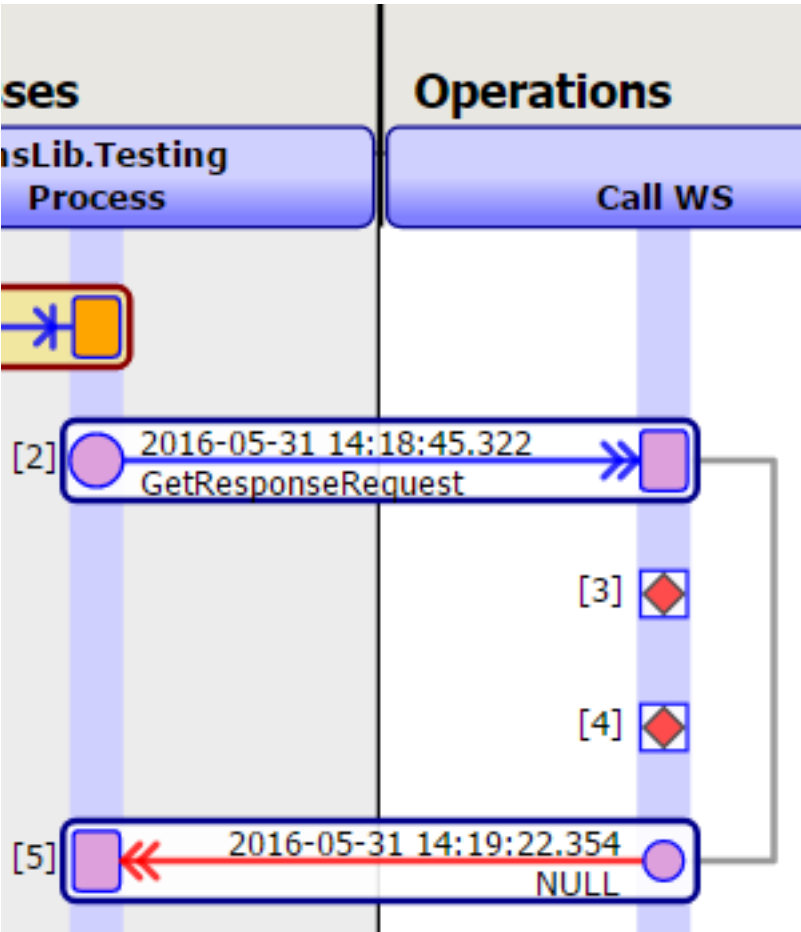 ses
Operations
nsLib.Testing
Process
Call WS
[2]
2016-05-31 14:18:45.322
GetResponseRequest
[3]
[4]
[5]
2016-05-31 14:19:22.354
NULL